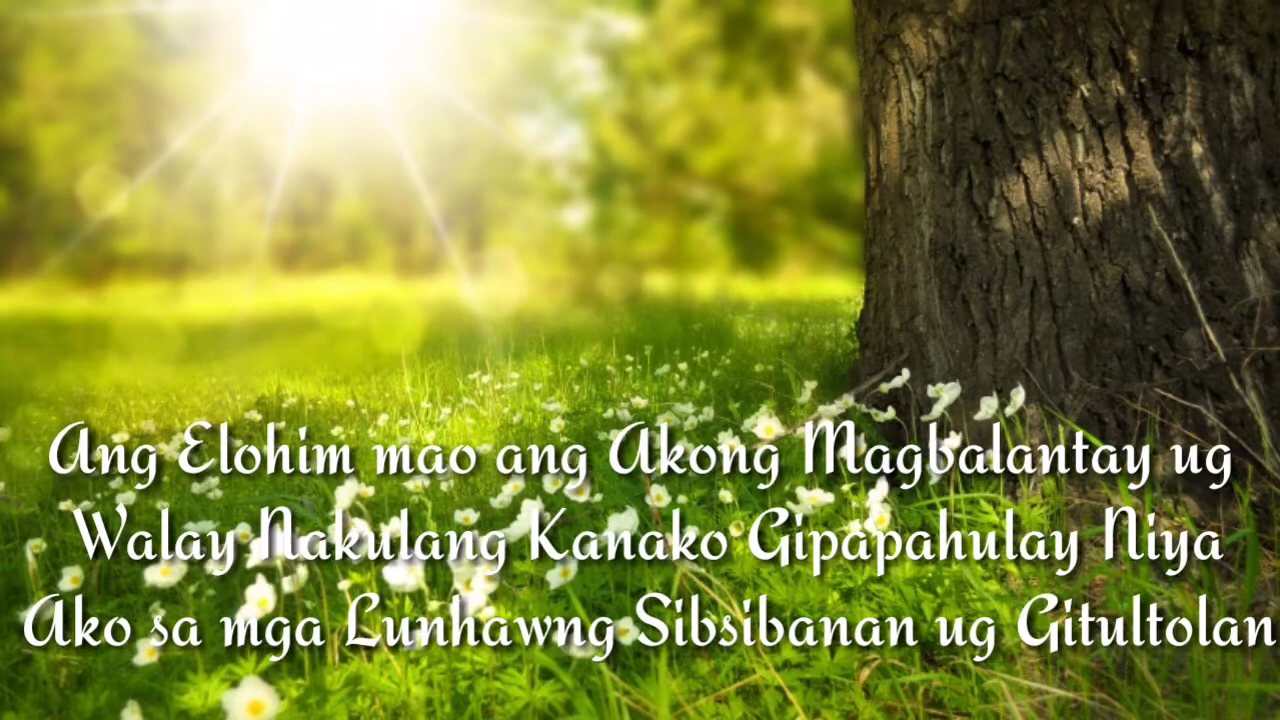 Ang Elohim mao ang Akong Magbalantay ug
Walay Nakulang Kanako Gipapahulay Niya
Ako sa mga Lunhawng Sibsibanan ug Gitultolan